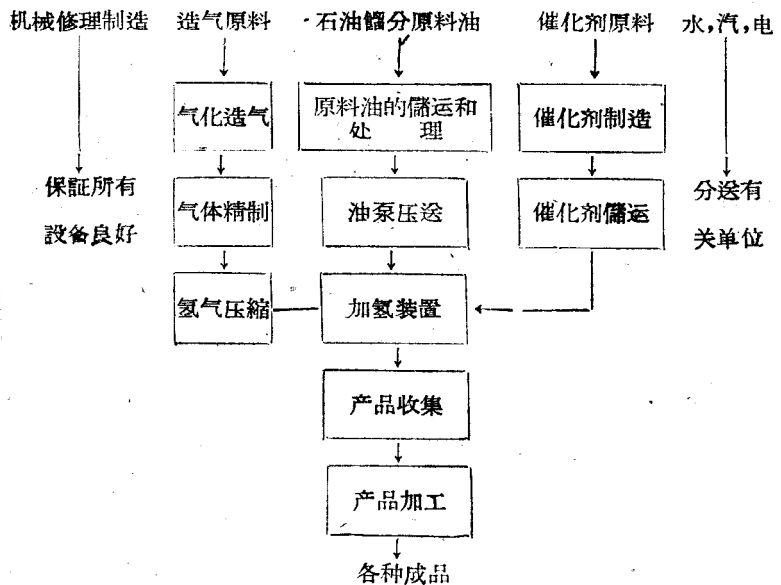 机械修理制造 造气原料 石油馏分原料油 催化剂原料 水,汽,电
气化造气 原料油的儲运和 催化剂制造
处 理
保証所有 气体精制 油泵压送 催化剂儲运 分送有
設备良好 关单位
氢气压縮 加氢装置
产品收集
产品加工
各种成品